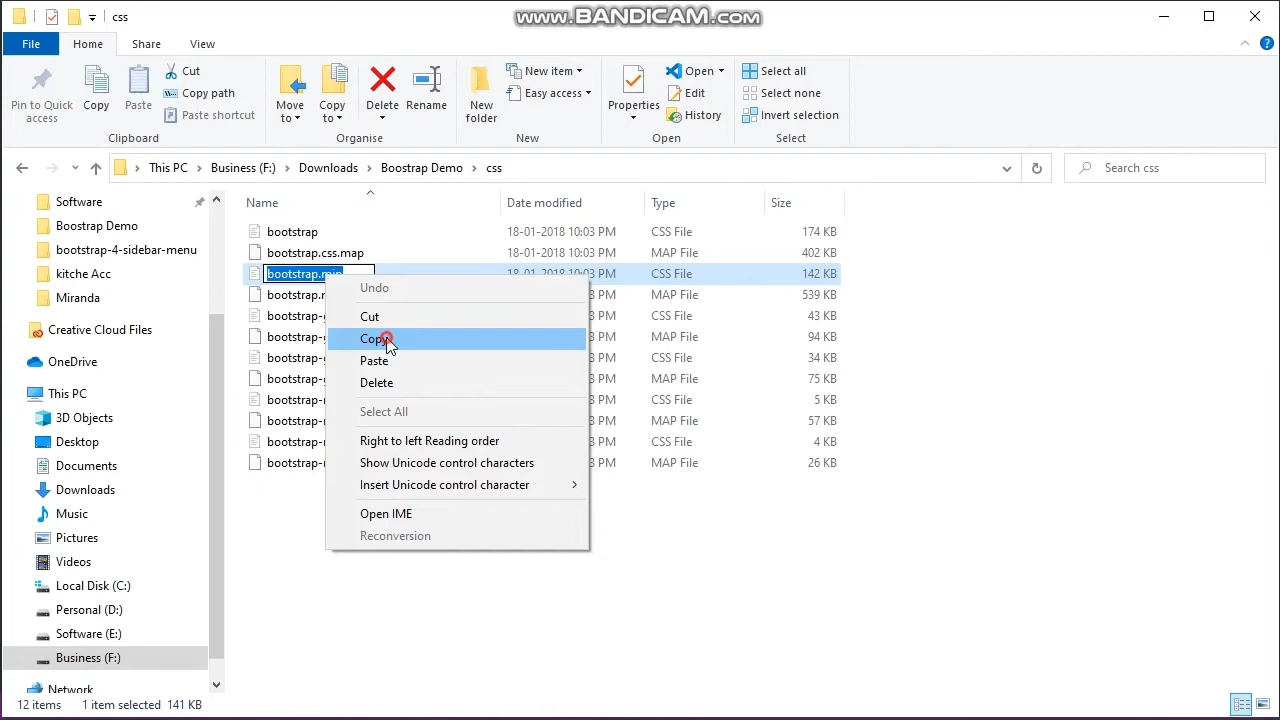 css
www.BANDICAM.com
File Home Share View
Pin to Quick access
Copy
Paste
Cut
Copy path
Paste shortcut
Clipboard
Move to
Copy to
Delete
Rename
Organise
New folder
New item
Easy access
New
Properties
Open
Edit
History
Open
Select all
Select none
Invert selection
Select
This PC > Business (F:) > Downloads > Boostrap Demo > css
Search css
Software
Boostrap Demo
bootstrap-4-sidebar-menu
kitche Acc
Miranda
Creative Cloud Files
OneDrive
This PC
3D Objects
Desktop
Documents
Downloads
Music
Pictures
Videos
Local Disk (C:)
Personal (D:)
Software (E:)
Business (F:)
Network
Name Date modified Type Size
bootstrap 18-01-2018 10:03 PM CSS File 174 KB
bootstrap.css.map 18-01-2018 10:03 PM MAP File 402 KB
bootstrap.min 18-01-2018 10:03 PM CSS File 142 KB
MAP File 539 KB
CSS File 43 KB
MAP File 94 KB
CSS File 34 KB
MAP File 75 KB
CSS File 5 KB
MAP File 57 KB
CSS File 4 KB
MAP File 26 KB
Undo
Cut
Copy
Paste
Delete
Select All
Right to left Reading order
Show Unicode control characters
Insert Unicode control character
Open IME
Reconversion
12 items 1 item selected 141 KB